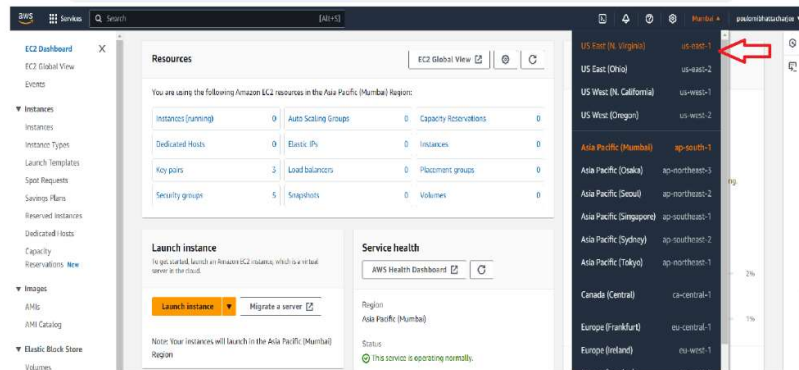 aws Services Search [Alt+S] Mumbai paulomibhattacharjee
EC2 Dashboard X
EC2 Global View
Events
Instances
Instances
Instance Types
Launch Templates
Spot Requests
Savings Plans
Reserved Instances
Dedicated Hosts
Capacity
Reservations New
Images
AMIs
AMI Catalog
Elastic Block Store
Volumes
Resources EC2 Global View
You are using the following Amazon EC2 resources in the Asia Pacific (Mumbai) Region:
Instances (running) 0 Auto Scaling Groups 0 Capacity Reservations 0
Dedicated Hosts 0 Elastic IPs 0 Instances 0
Key pairs 3 Load balancers 0 Placement groups 0
Security groups 5 Snapshots 0 Volumes 0
Launch instance
To get started, launch an Amazon EC2 instance, which is a virtual
server in the cloud.
Launch instance Migrate a server
Note: Your instances will launch in the Asia Pacific (Mumbai)
Region
Service health
AWS Health Dashboard
Region
Asia Pacific (Mumbai)
Status
This service is operating normally.
US East (N. Virginia) us-east-1
US East (Ohio) us-east-2
US West (N. California) us-west-1
US West (Oregon) us-west-2
Asia Pacific (Mumbai) ap-south-1
Asia Pacific (Osaka) ap-northeast-3
Asia Pacific (Seoul) ap-northeast-2
Asia Pacific (Singapore) ap-southeast-1
Asia Pacific (Sydney) ap-southeast-2
Asia Pacific (Tokyo) ap-northeast-1
Canada (Central) ca-central-1
Europe (Frankfurt) eu-central-1
Europe (Ireland) eu-west-1
ng.
2%
1%